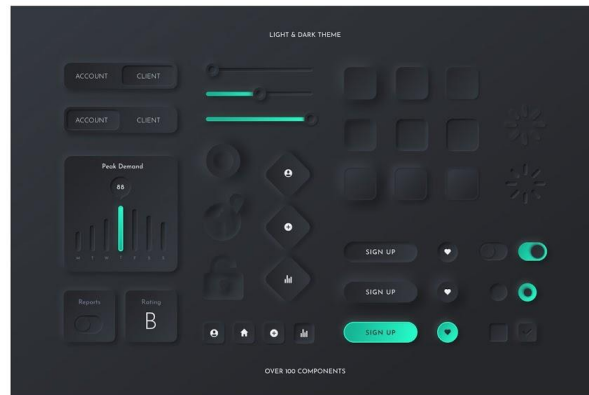 LIGHT & DARK THEME
ACCOUNT CLIENT
ACCOUNT CLIENT
Peak Demand
88
M T W T F S S
SIGN UP
SIGN UP
SIGN UP
Reports
Rating
B
OVER 100 COMPONENTS